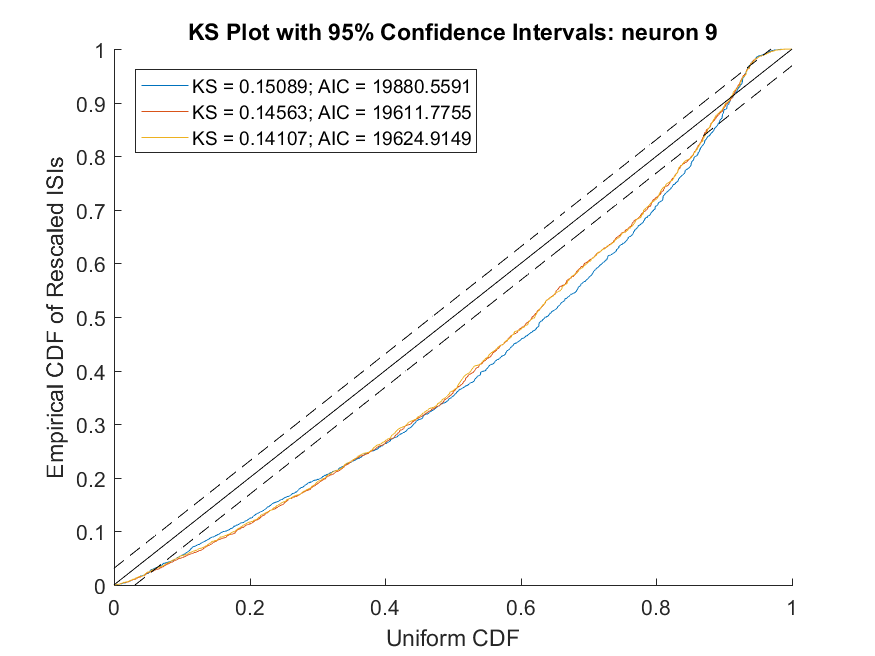 KS Plot with 95% Confidence Intervals: neuron 9
KS = 0.15089; AIC = 19880.5591
KS = 0.14563; AIC = 19611.7755
KS = 0.14107; AIC = 19624.9149
Empirical CDF of Rescaled ISIs
1
0.9
0.8
0.7
0.6
0.5
0.4
0.3
0.2
0.1
0
0 0.2 0.4 0.6 0.8 1
Uniform CDF